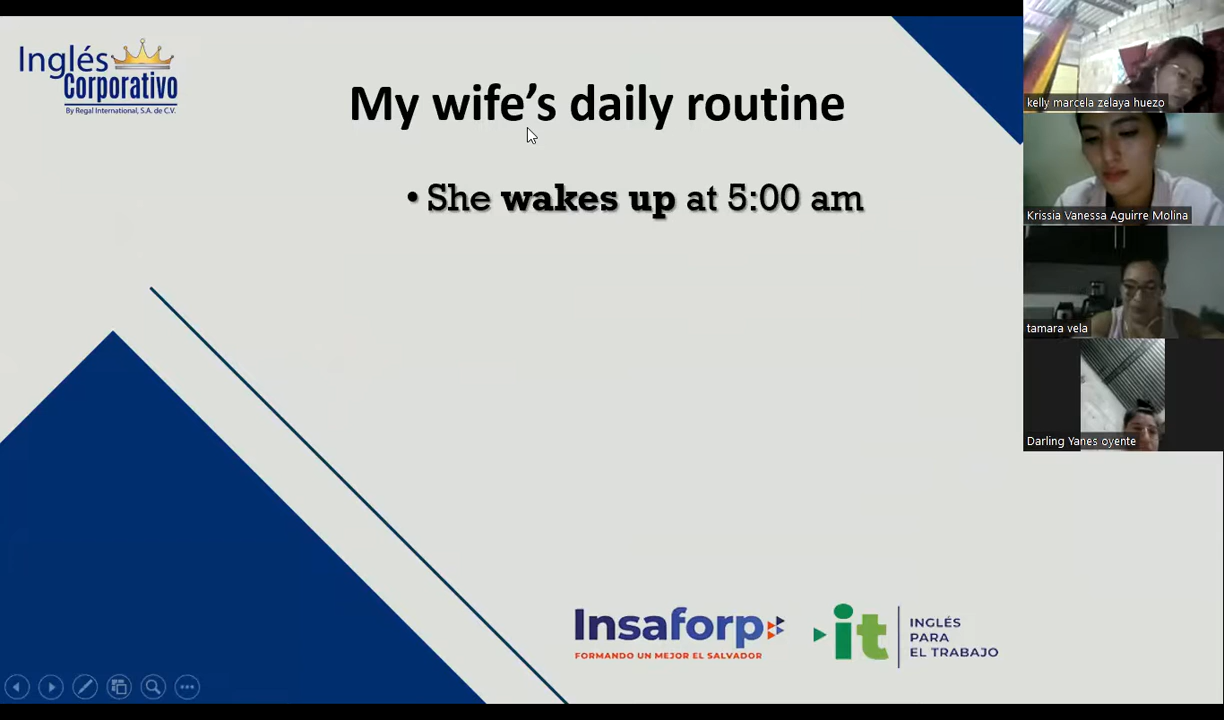 Inglés
Corporativo
By Regal International, S.A. de C.V.
My wife's daily routine
• She wakes up at 5:00 am
kelly marcela zelaya huezo
Krissia Vanessa Aguirre Molina
tamara vela
Darling Yanes oyente
Insaforp
FORMANDO UN MEJOR EL SALVADOR
it
INGLÉS
PARA
EL TRABAJO